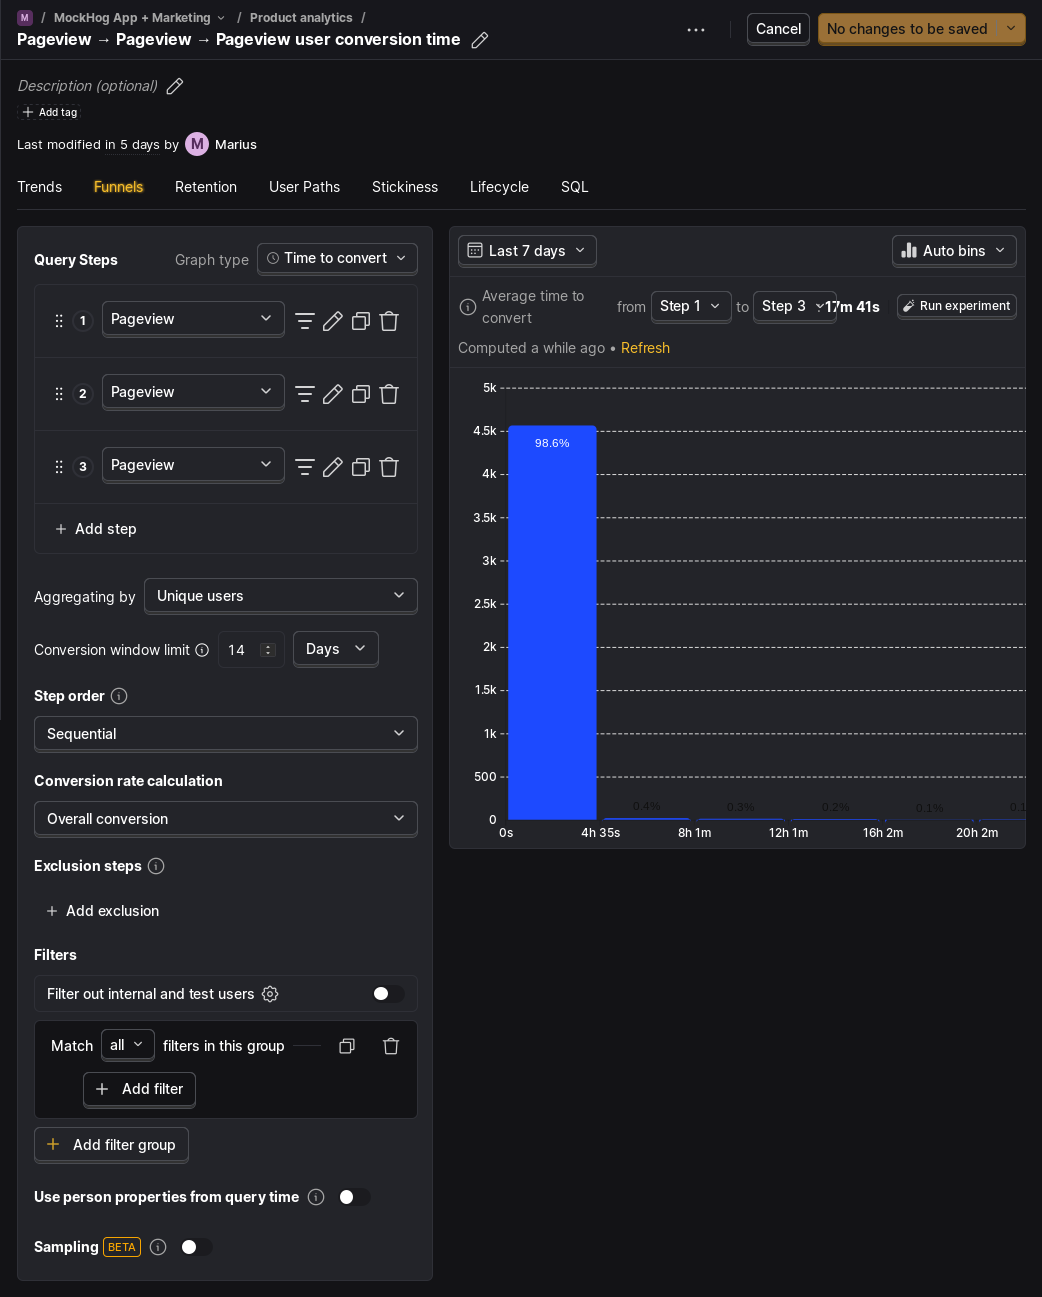 M / MockHog App + Marketing / Product analytics /
Pageview → Pageview → Pageview user conversion time
Cancel
No changes to be saved
Description (optional)
Add tag
Last modified in 5 days by M Marius
Trends Funnels Retention User Paths Stickiness Lifecycle SQL
Query Steps
Graph type
Time to convert
1 Pageview
2 Pageview
3 Pageview
Add step
Aggregating by Unique users
Conversion window limit 14 Days
Step order
Sequential
Conversion rate calculation
Overall conversion
Exclusion steps
Add exclusion
Filters
Filter out internal and test users
Match all filters in this group
Add filter
Add filter group
Use person properties from query time
Sampling BETA
Last 7 days
Auto bins
Average time to
convert
from Step 1 to Step 3 17m 41s
Run experiment
Computed a while ago • Refresh
5k
4.5k
98.6%
4k
3.5k
3k
2.5k
2k
1.5k
1k
500
0.4% 0.3% 0.2% 0.1% 0.1
0
0s 4h 35s 8h 1m 12h 1m 16h 2m 20h 2m